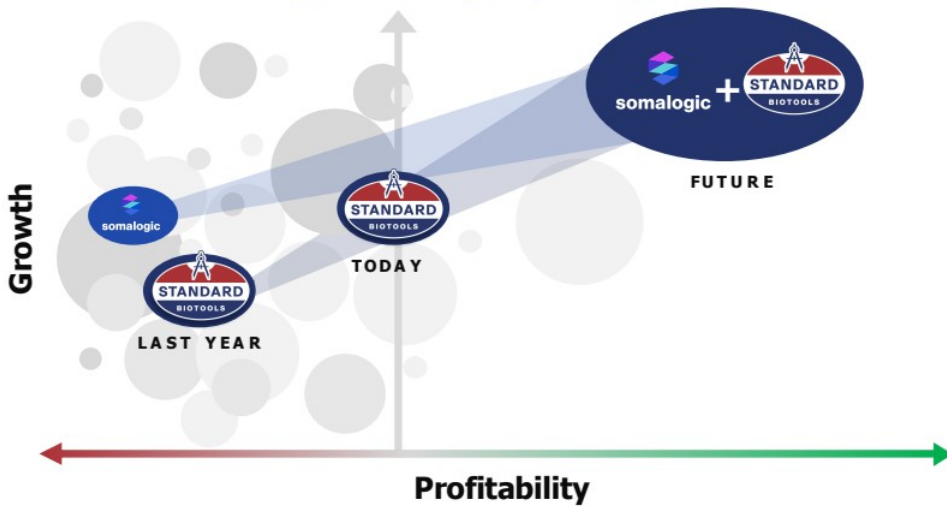 somalogic + STANDARD
BIOTOOLS
FUTURE
Growth
somalogic
STANDARD
BIOTOOLS
TODAY
STANDARD
BIOTOOLS
LAST YEAR
Profitability